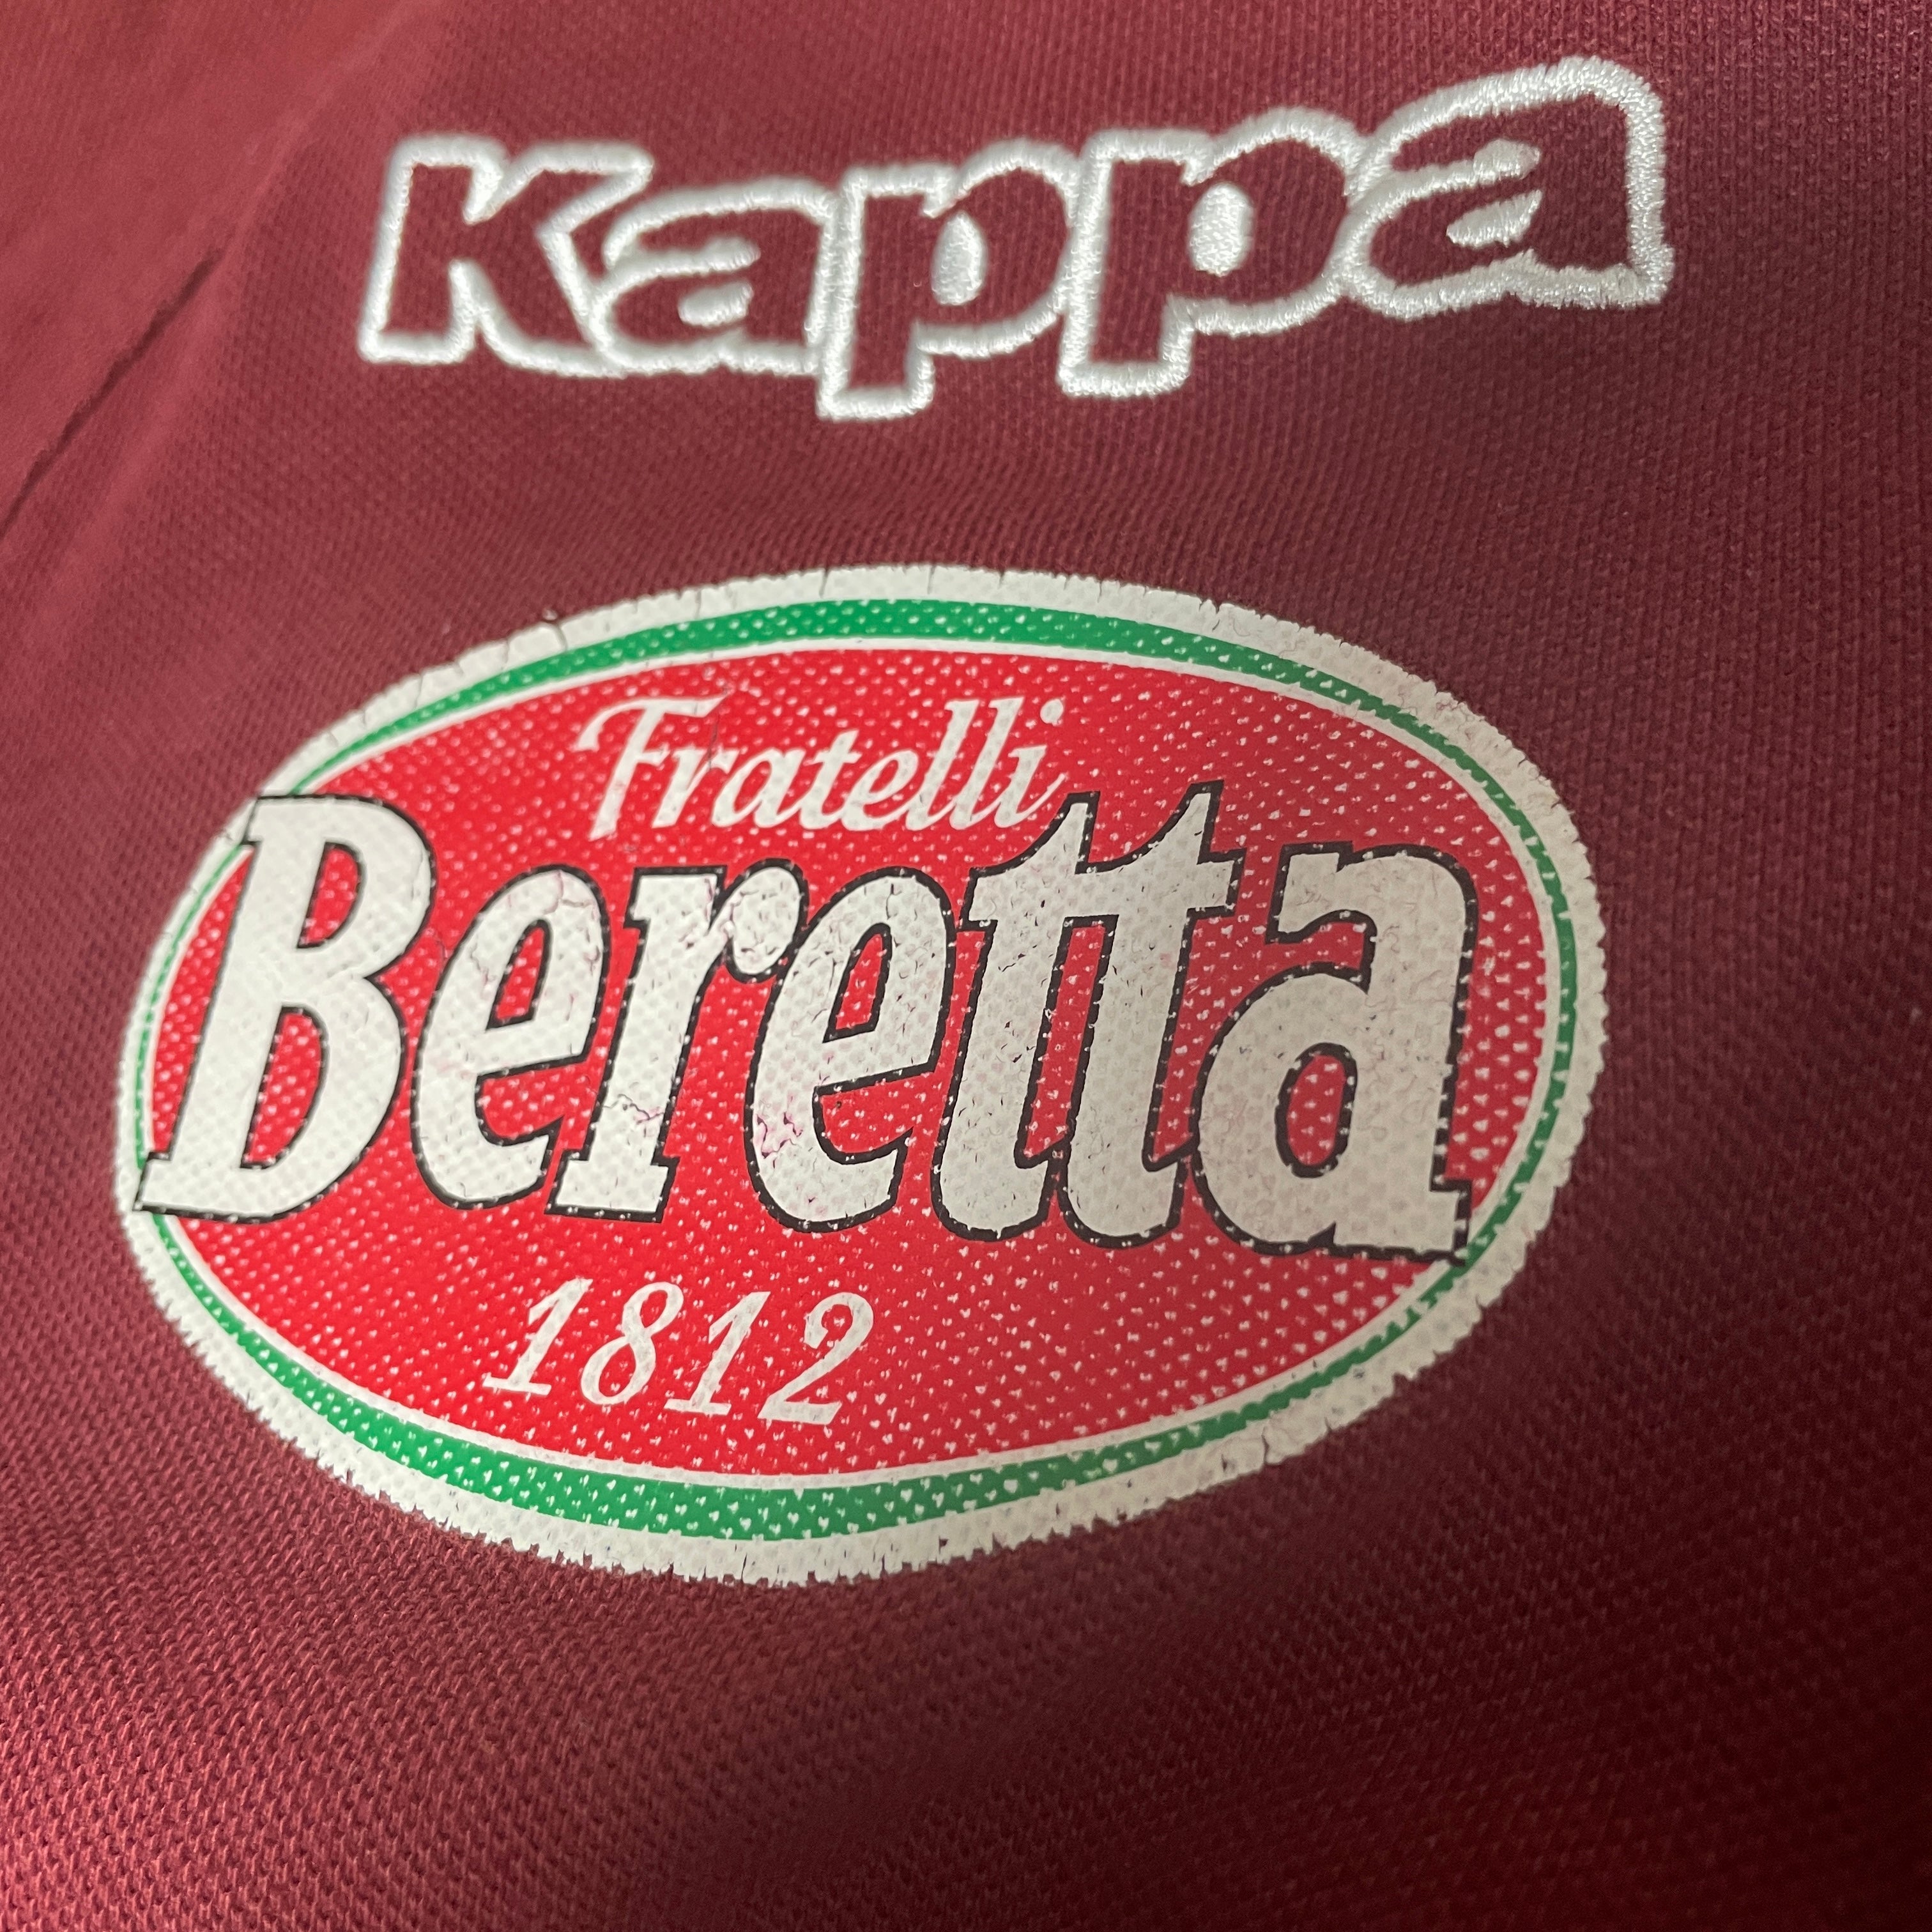 Kappa
Fratelli
Beretta
1812